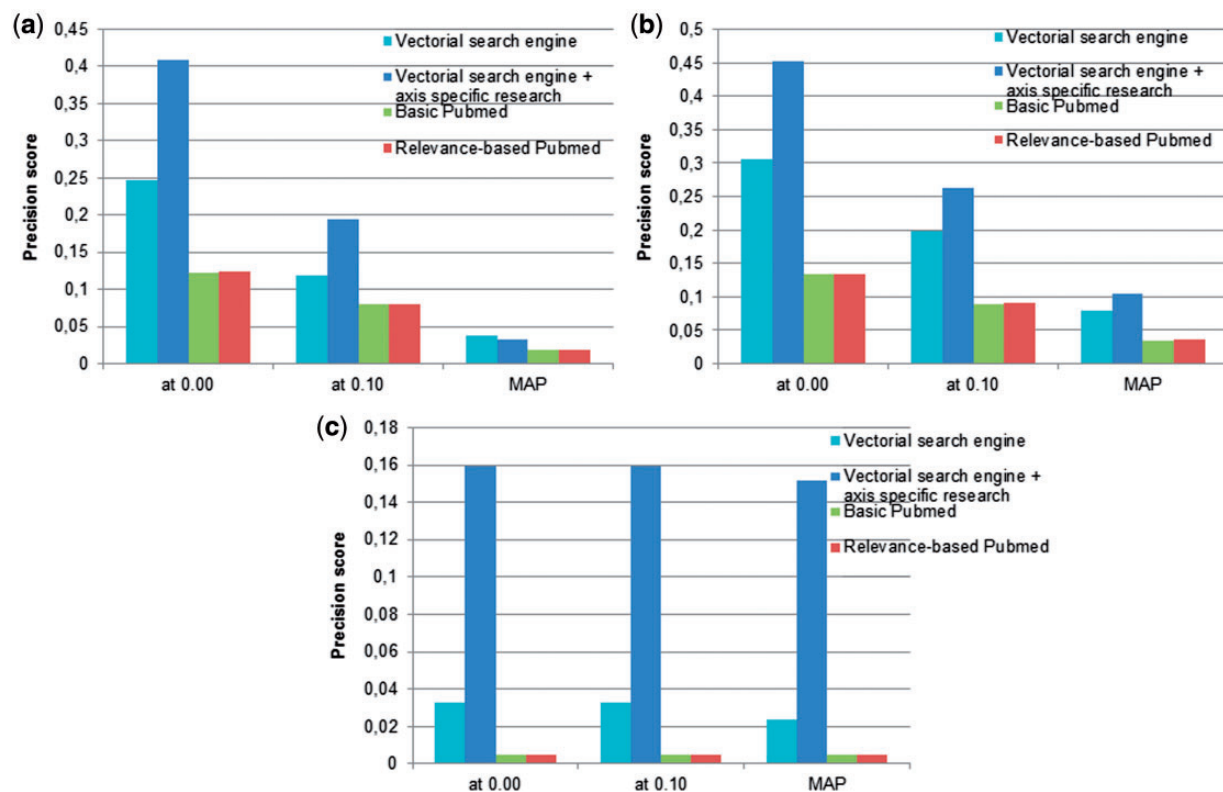 (a)
0,45
0,4
0,35
0,3
0,25
0,2
0,15
0,1
0,05
0
Precision score
Vectorial search engine
Vectorial search engine +
axis specific research
Basic Pubmed
Relevance-based Pubmed
at 0.00
at 0.10
MAP
(b)
0,5
0,45
0,4
0,35
0,3
0,25
0,2
0,15
0,1
0,05
0
Precision score
Vectorial search engine
Vectorial search engine +
axis specific research
Basic Pubmed
Relevance-based Pubmed
at 0.00
at 0.10
MAP
(c)
0,18
0,16
0,14
0,12
0,1
0,08
0,06
0,04
0,02
0
Precision score
Vectorial search engine
Vectorial search engine +
axis specific research
Basic Pubmed
Relevance-based Pubmed
at 0.00
at 0.10
MAP